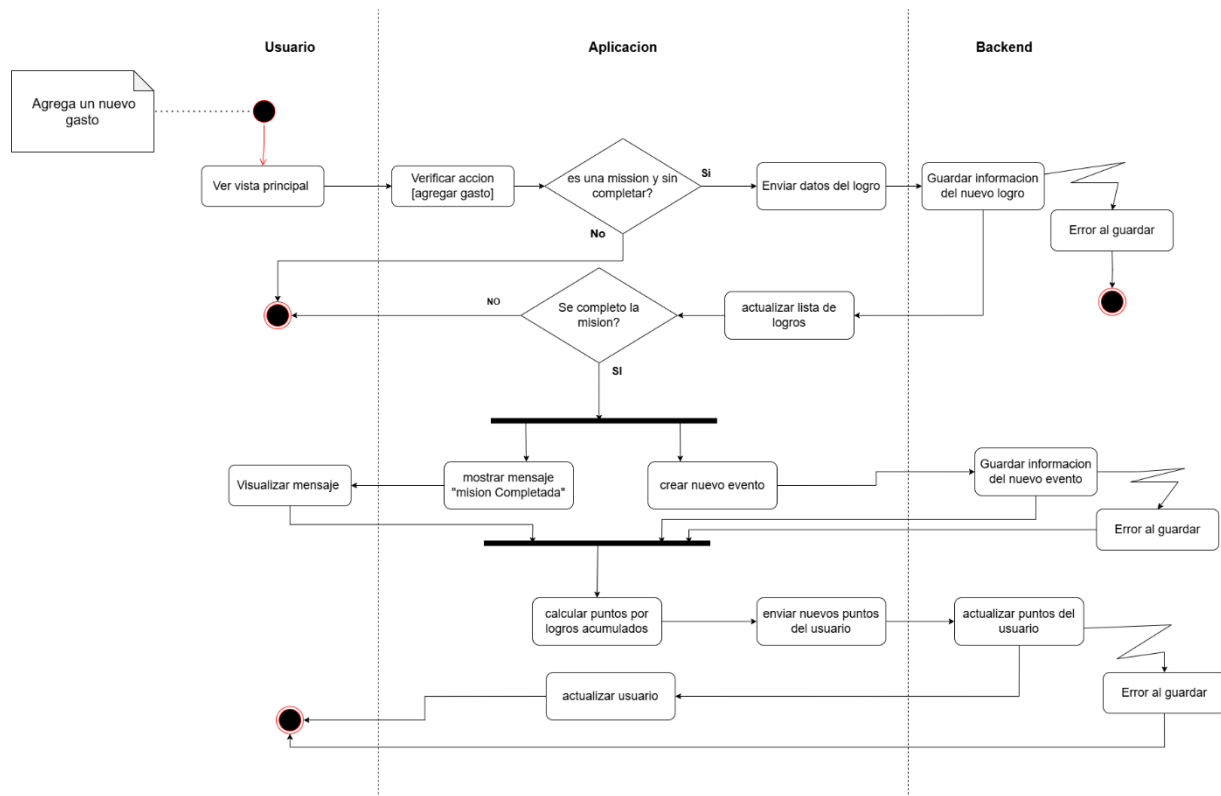 Usuario
Aplicacion
Backend
Agrega un nuevo
gasto
Ver vista principal
Verificar accion
[agregar gasto]
es una mission y sin
completar?
Si
Enviar datos del logro
Guardar informacion
del nuevo logro
No
Error al guardar
Se completo la
mision?
NO
actualizar lista de
logros
SI
Visualizar mensaje
mostrar mensaje
"mision Completada"
crear nuevo evento
Guardar informacion
del nuevo evento
Error al guardar
calcular puntos por
logros acumulados
enviar nuevos puntos
del usuario
actualizar puntos del
usuario
actualizar usuario
Error al guardar